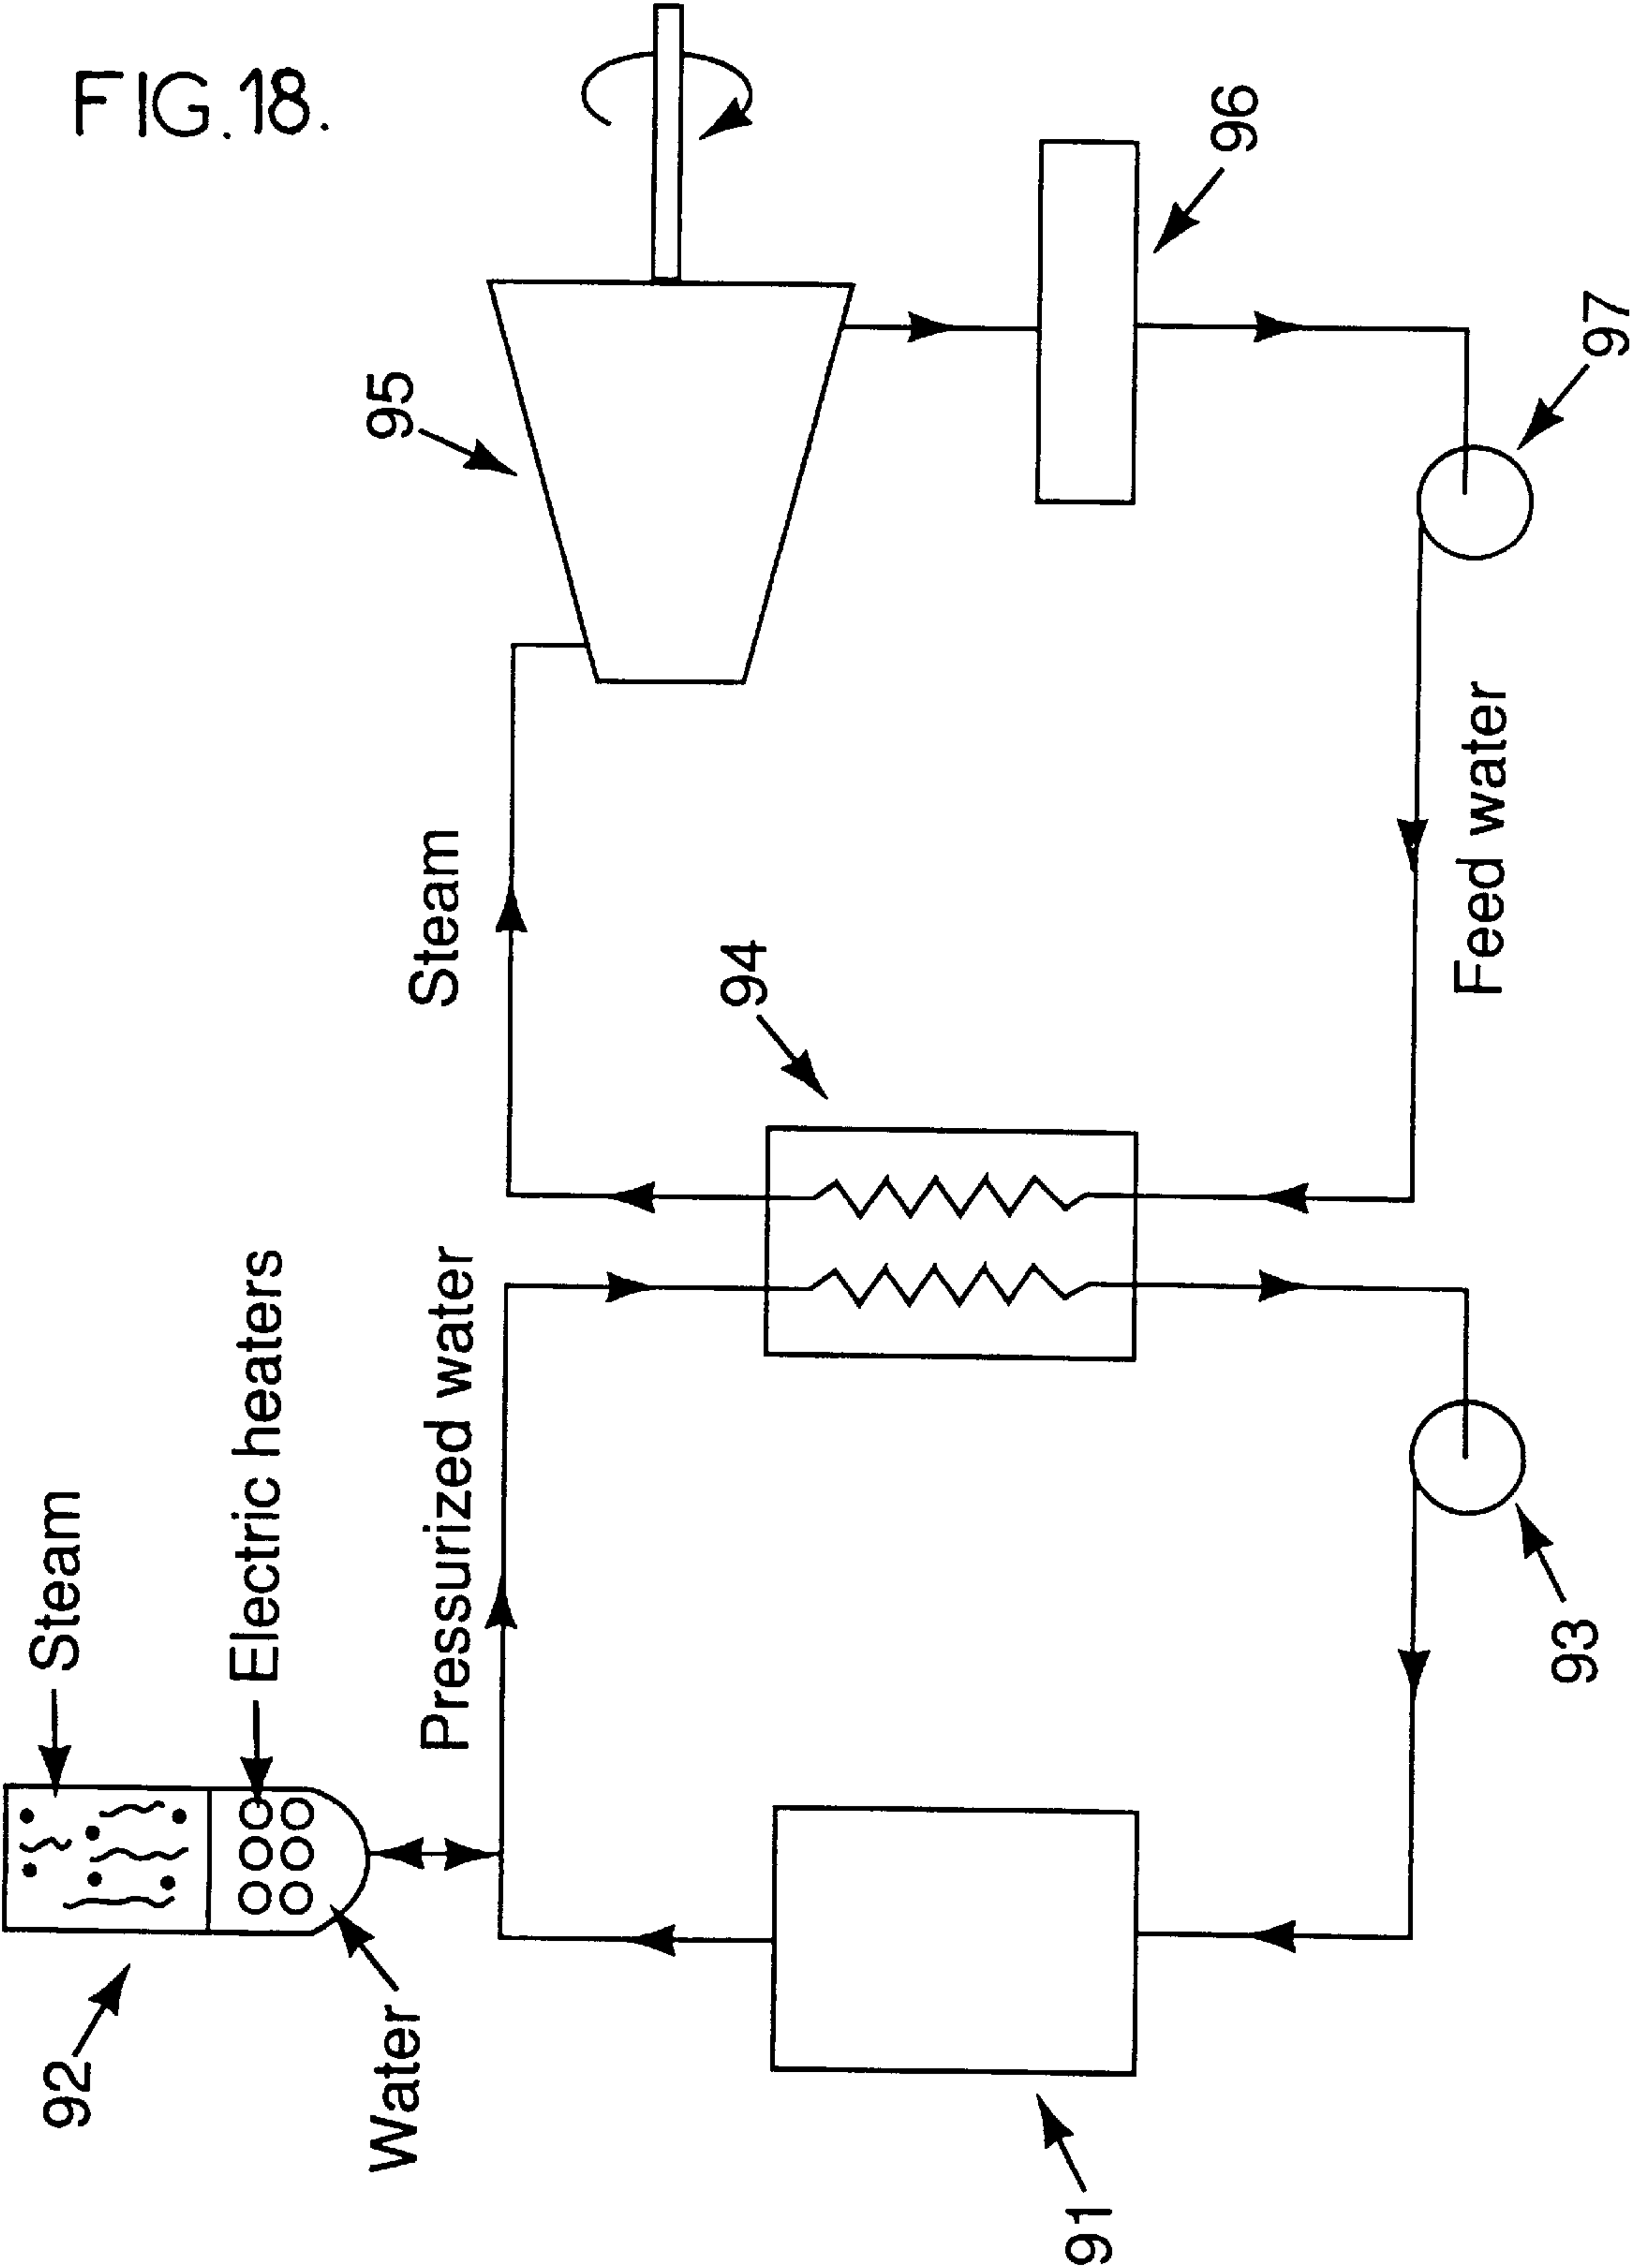 FIG.18.
92
Steam
Electric heaters
Water
Pressurized water
Steam
95
94
96
91
93
Feed water
97